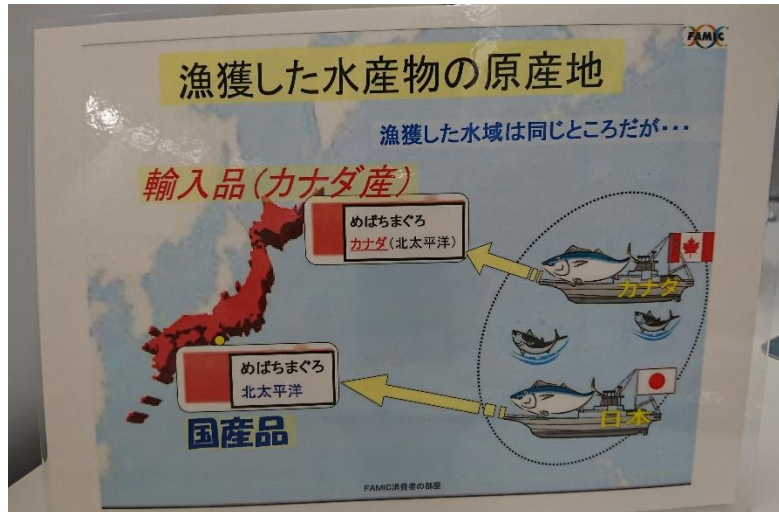 FAMIC
漁獲した水産物の原産地
漁獲した水域は同じところだが・・・
輸入品(カナダ産)
めばちまぐろ
カナダ(北太平洋)
カナダ
めばちまぐろ
北太平洋
日本
国産品
FAMIC消費者の部屋